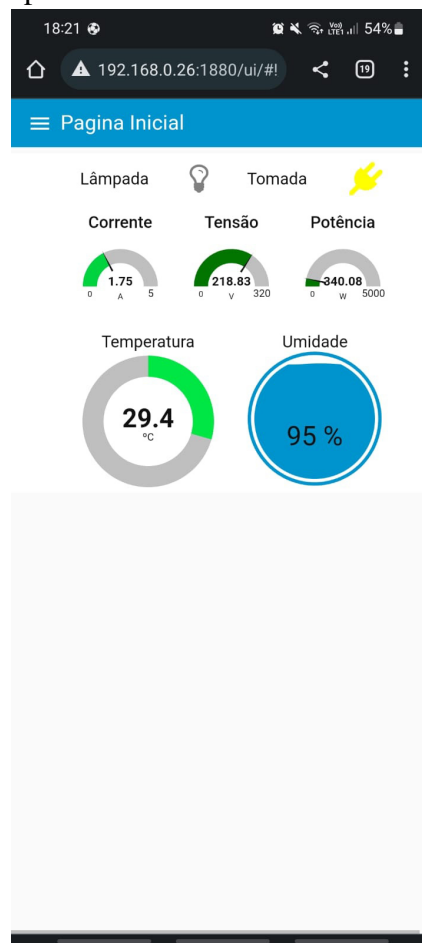 18:21 54%
192.168.0.26:1880/ui/#! 19
Pagina Inicial
Lâmpada Tomada
Corrente Tensão Potência
1.75 218.83 340.08
0 A 5 0 V 320 0 W 5000
Temperatura Umidade
29.4
ºC
95 %